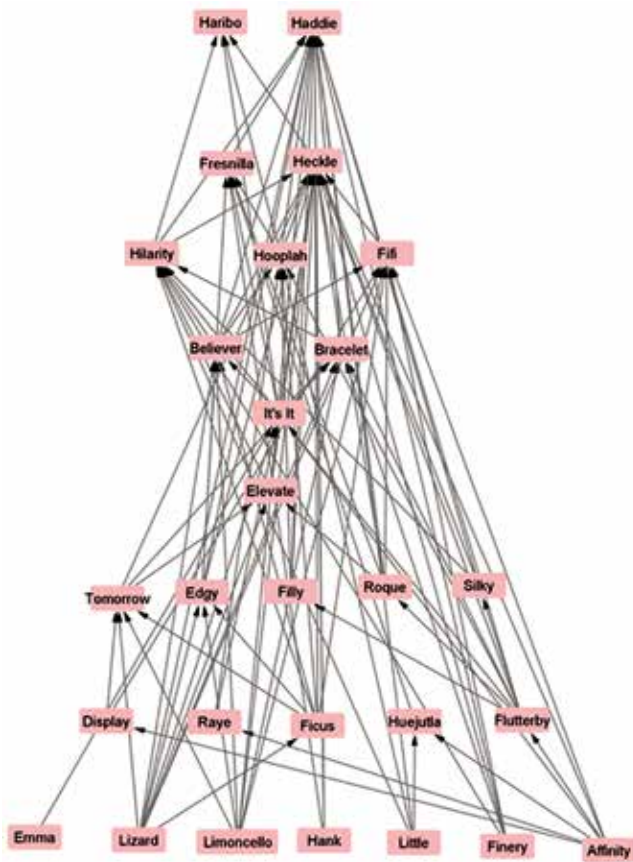 Haribo
Haddie
Fresnilla
Heckle
Hilarity
Hooplah
Fifi
Believer
Bracelet
It's It
Elevate
Tomorrow
Edgy
Filly
Roque
Silky
Display
Raye
Ficus
Huejutla
Flutterby
Emma
Lizard
Limoncello
Hank
Little
Finery
Affinity